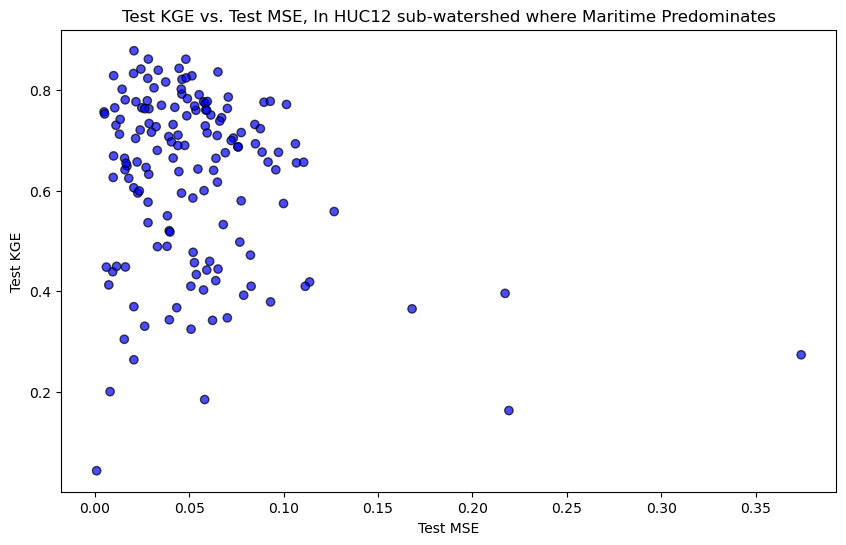 Test KGE vs. Test MSE, In HUC12 sub-watershed where Maritime Predominates
0.8
0.6
0.4
0.2
Test KGE
0.00 0.05 0.10 0.15 0.20 0.25 0.30 0.35
Test MSE